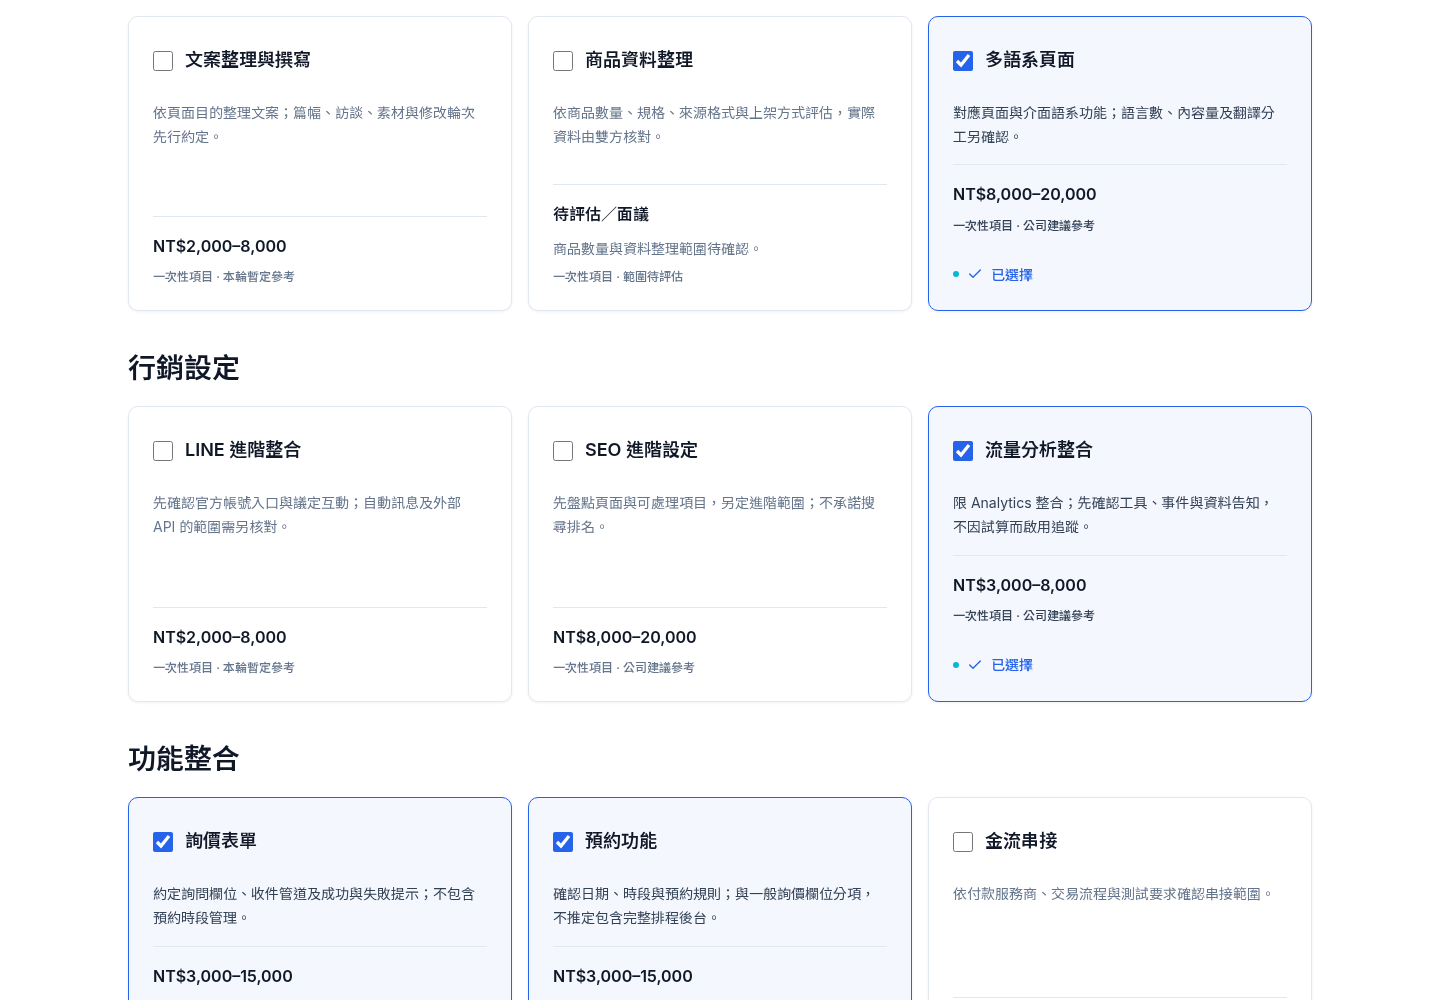 文案整理與撰寫
依頁面目的整理文案；篇幅、訪談、素材與修改輪次
先行約定。
NT$2,000–8,000
一次性項目 · 本輪暫定參考
商品資料整理
依商品數量、規格、來源格式與上架方式評估，實際
資料由雙方核對。
待評估／面議
商品數量與資料整理範圍待確認。
一次性項目 · 範圍待評估
多語系頁面
對應頁面與介面語系功能；語言數、內容量及翻譯分
工另確認。
NT$8,000–20,000
一次性項目 · 公司建議參考
已選擇
行銷設定
LINE 進階整合
先確認官方帳號入口與議定互動；自動訊息及外部
API 的範圍需另核對。
NT$2,000–8,000
一次性項目 · 本輪暫定參考
SEO 進階設定
先盤點頁面與可處理項目，另定進階範圍；不承諾搜
尋排名。
NT$8,000–20,000
一次性項目 · 公司建議參考
流量分析整合
限 Analytics 整合；先確認工具、事件與資料告知，
不因試算而啟用追蹤。
NT$3,000–8,000
一次性項目 · 公司建議參考
已選擇
功能整合
詢價表單
約定詢問欄位、收件管道及成功與失敗提示；不包含
預約時段管理。
NT$3,000–15,000
預約功能
確認日期、時段與預約規則；與一般詢價欄位分項，
不推定包含完整排程後台。
NT$3,000–15,000
金流串接
依付款服務商、交易流程與測試要求確認串接範圍。